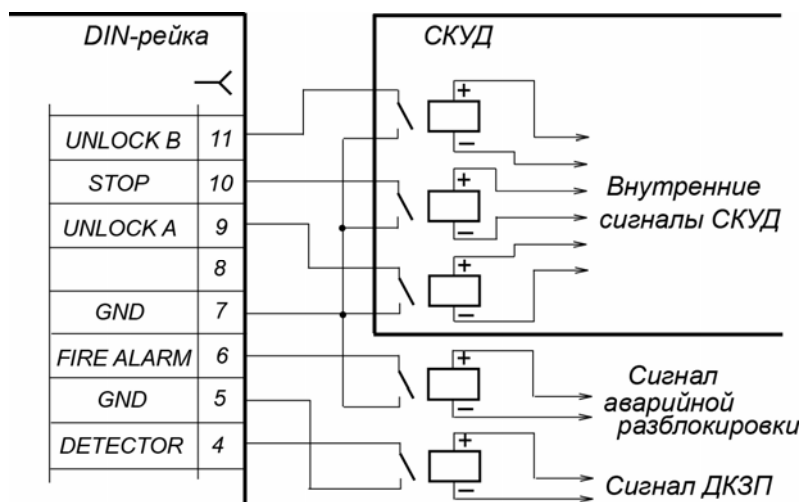 DIN-рейка
СКУД
UNLOCK B 11
STOP 10
UNLOCK A 9
8
GND 7
FIRE ALARM 6
GND 5
DETECTOR 4
+
−
+
−
+
−
Внутренние
сигналы СКУД
+
−
Сигнал
аварийной
разблокировки
+
−
Сигнал ДКЗП